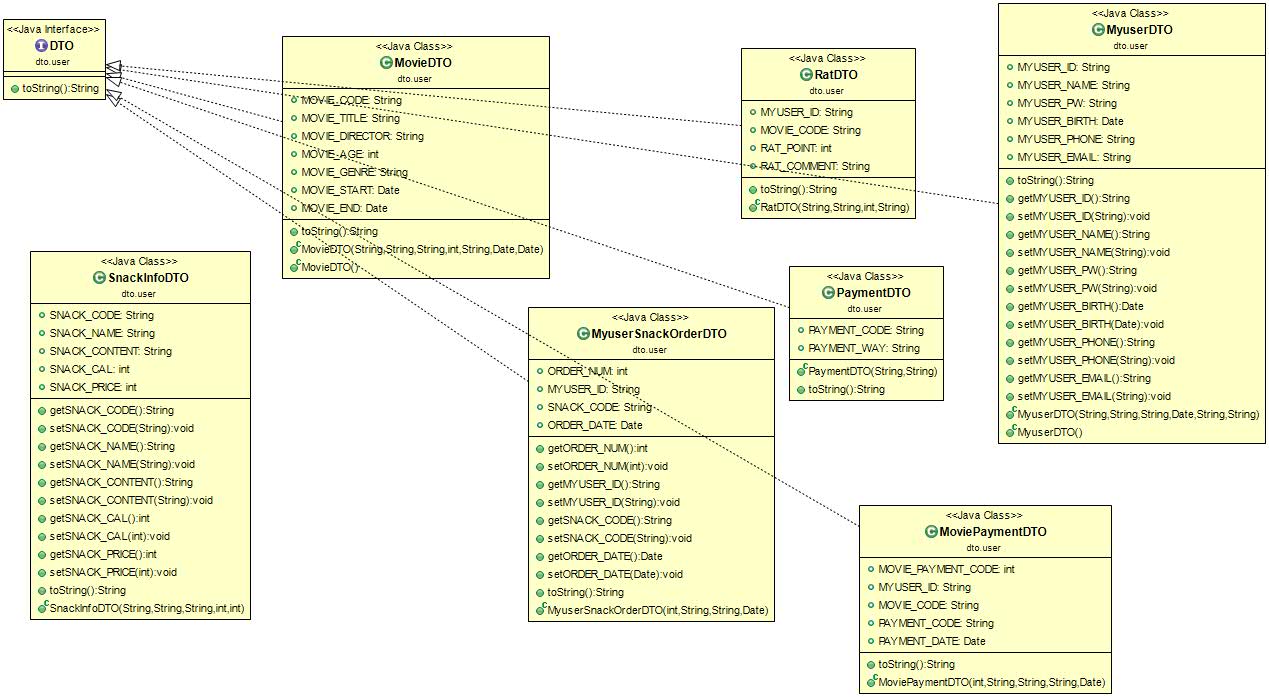 <<Java Interface>>
DTO
dto.user
toString():String
<<Java Class>>
MovieDTO
dto.user
MOVIE_CODE: String
MOVIE_TITLE: String
MOVIE_DIRECTOR: String
MOVIE_AGE: int
MOVIE_GENRE: String
MOVIE_START: Date
MOVIE_END: Date
toString():String
MovieDTO(String,String,String,int,String,Date,Date)
MovieDTO()
<<Java Class>>
RatDTO
dto.user
MYUSER_ID: String
MOVIE_CODE: String
RAT_POINT: int
RAT_COMMENT: String
toString():String
RatDTO(String,String,int,String)
<<Java Class>>
MyuserDTO
dto.user
MYUSER_ID: String
MYUSER_NAME: String
MYUSER_PW: String
MYUSER_BIRTH: Date
MYUSER_PHONE: String
MYUSER_EMAIL: String
toString():String
getMYUSER_ID():String
setMYUSER_ID(String):void
getMYUSER_NAME():String
setMYUSER_NAME(String):void
getMYUSER_PW():String
setMYUSER_PW(String):void
getMYUSER_BIRTH():Date
setMYUSER_BIRTH(Date):void
getMYUSER_PHONE():String
setMYUSER_PHONE(String):void
getMYUSER_EMAIL():String
setMYUSER_EMAIL(String):void
MyuserDTO(String,String,String,Date,String,String)
MyuserDTO()
<<Java Class>>
SnackInfoDTO
dto.user
SNACK_CODE: String
SNACK_NAME: String
SNACK_CONTENT: String
SNACK_CAL: int
SNACK_PRICE: int
getSNACK_CODE():String
setSNACK_CODE(String):void
getSNACK_NAME():String
setSNACK_NAME(String):void
getSNACK_CONTENT():String
setSNACK_CONTENT(String):void
getSNACK_CAL():int
setSNACK_CAL(int):void
getSNACK_PRICE():int
setSNACK_PRICE(int):void
toString():String
SnackInfoDTO(String,String,String,int,int)
<<Java Class>>
MyuserSnackOrderDTO
dto.user
ORDER_NUM: int
MYUSER_ID: String
SNACK_CODE: String
ORDER_DATE: Date
getORDER_NUM():int
setORDER_NUM(int):void
getMYUSER_ID():String
setMYUSER_ID(String):void
getSNACK_CODE():String
setSNACK_CODE(String):void
getORDER_DATE():Date
setORDER_DATE(Date):void
toString():String
MyuserSnackOrderDTO(int,String,String,Date)
<<Java Class>>
PaymentDTO
dto.user
PAYMENT_CODE: String
PAYMENT_WAY: String
PaymentDTO(String,String)
toString():String
<<Java Class>>
MoviePaymentDTO
dto.user
MOVIE_PAYMENT_CODE: int
MYUSER_ID: String
MOVIE_CODE: String
PAYMENT_CODE: String
PAYMENT_DATE: Date
toString():String
MoviePaymentDTO(int,String,String,String,Date)